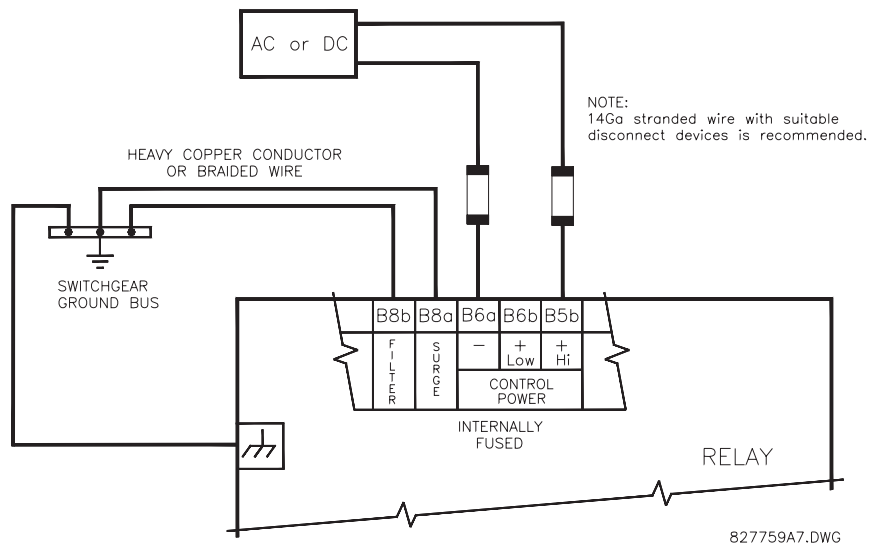 AC or DC
NOTE:
14Ga stranded wire with suitable
disconnect devices is recommended.
HEAVY COPPER CONDUCTOR
OR BRAIDED WIRE
SWITCHGEAR
GROUND BUS
B8b B8a B6a B6b B5b
FILTER
SURGE
−
+
Low
+
Hi
CONTROL
POWER
INTERNALLY
FUSED
RELAY
827759A7.DWG